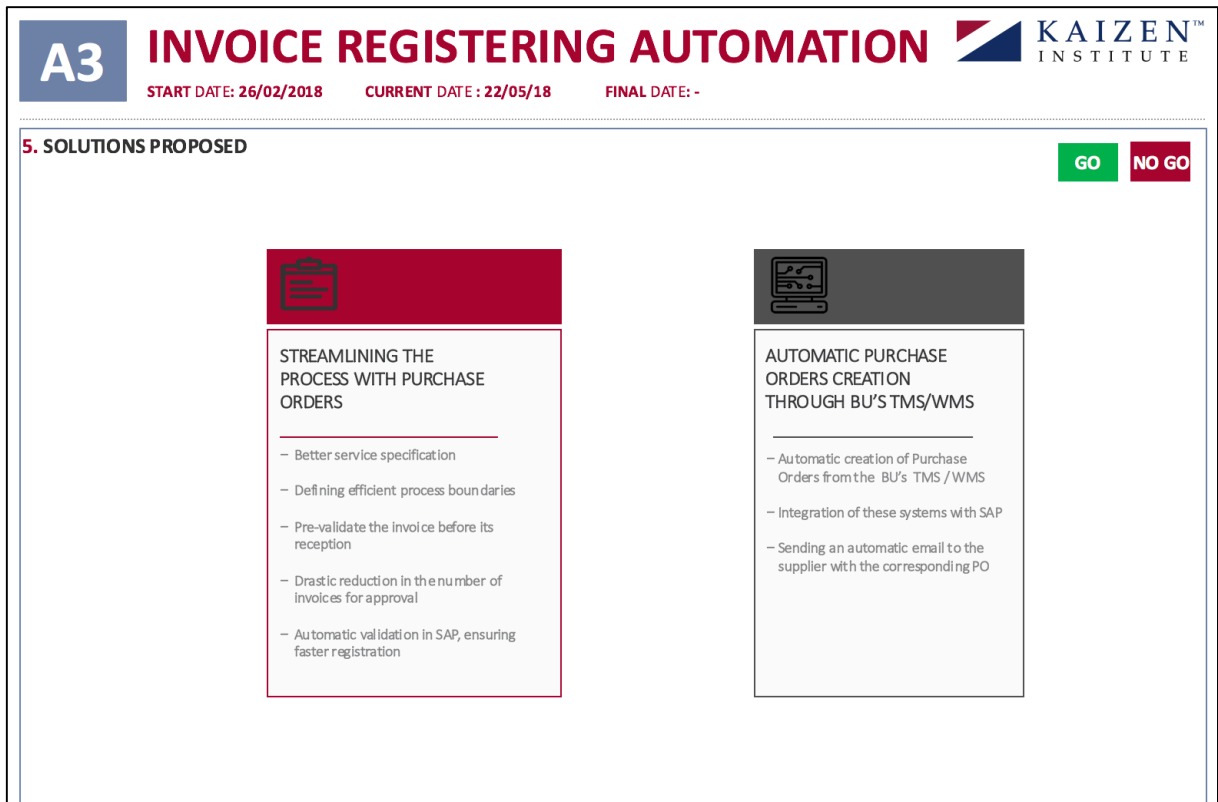 A3
INVOICE REGISTERING AUTOMATION
KAIZEN™
INSTITUTE
START DATE: 26/02/2018 CURRENT DATE : 22/05/18 FINAL DATE: -
5. SOLUTIONS PROPOSED
GO
NO GO
STREAMLINING THE
PROCESS WITH PURCHASE
ORDERS
– Better service specification
– Defining efficient process boundaries
– Pre-validate the invoice before its
reception
– Drastic reduction in the number of
invoices for approval
– Automatic validation in SAP, ensuring
faster registration
AUTOMATIC PURCHASE
ORDERS CREATION
THROUGH BU’S TMS/WMS
– Automatic creation of Purchase
Orders from the BU’s TMS / WMS
– Integration of these systems with SAP
– Sending an automatic email to the
supplier with the corresponding PO